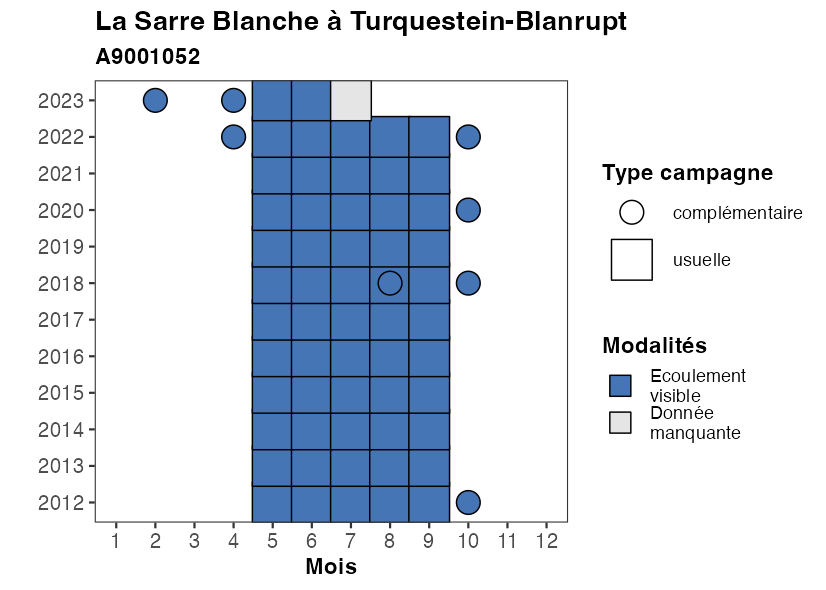 La Sarre Blanche à Turquestein-Blanrupt
A9001052
2023
2022
2021
2020
2019
2018
2017
2016
2015
2014
2013
2012
1 2 3 4 5 6 7 8 9 10 11 12
Mois
Type campagne
complémentaire
usuelle
Modalités
Ecoulement
visible
Donnée
manquante